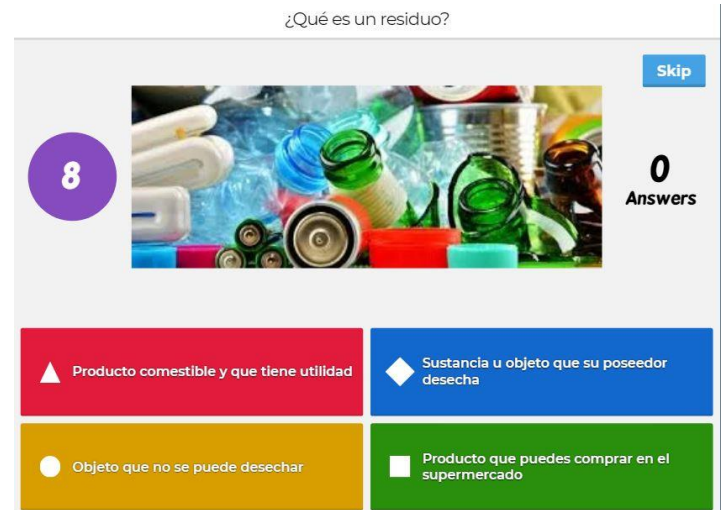 ¿Qué es un residuo?
Skip
8
0
Answers
Producto comestible y que tiene utilidad
Sustancia u objeto que su poseedor
desecha
Objeto que no se puede desechar
Producto que puedes comprar en el
supermercado